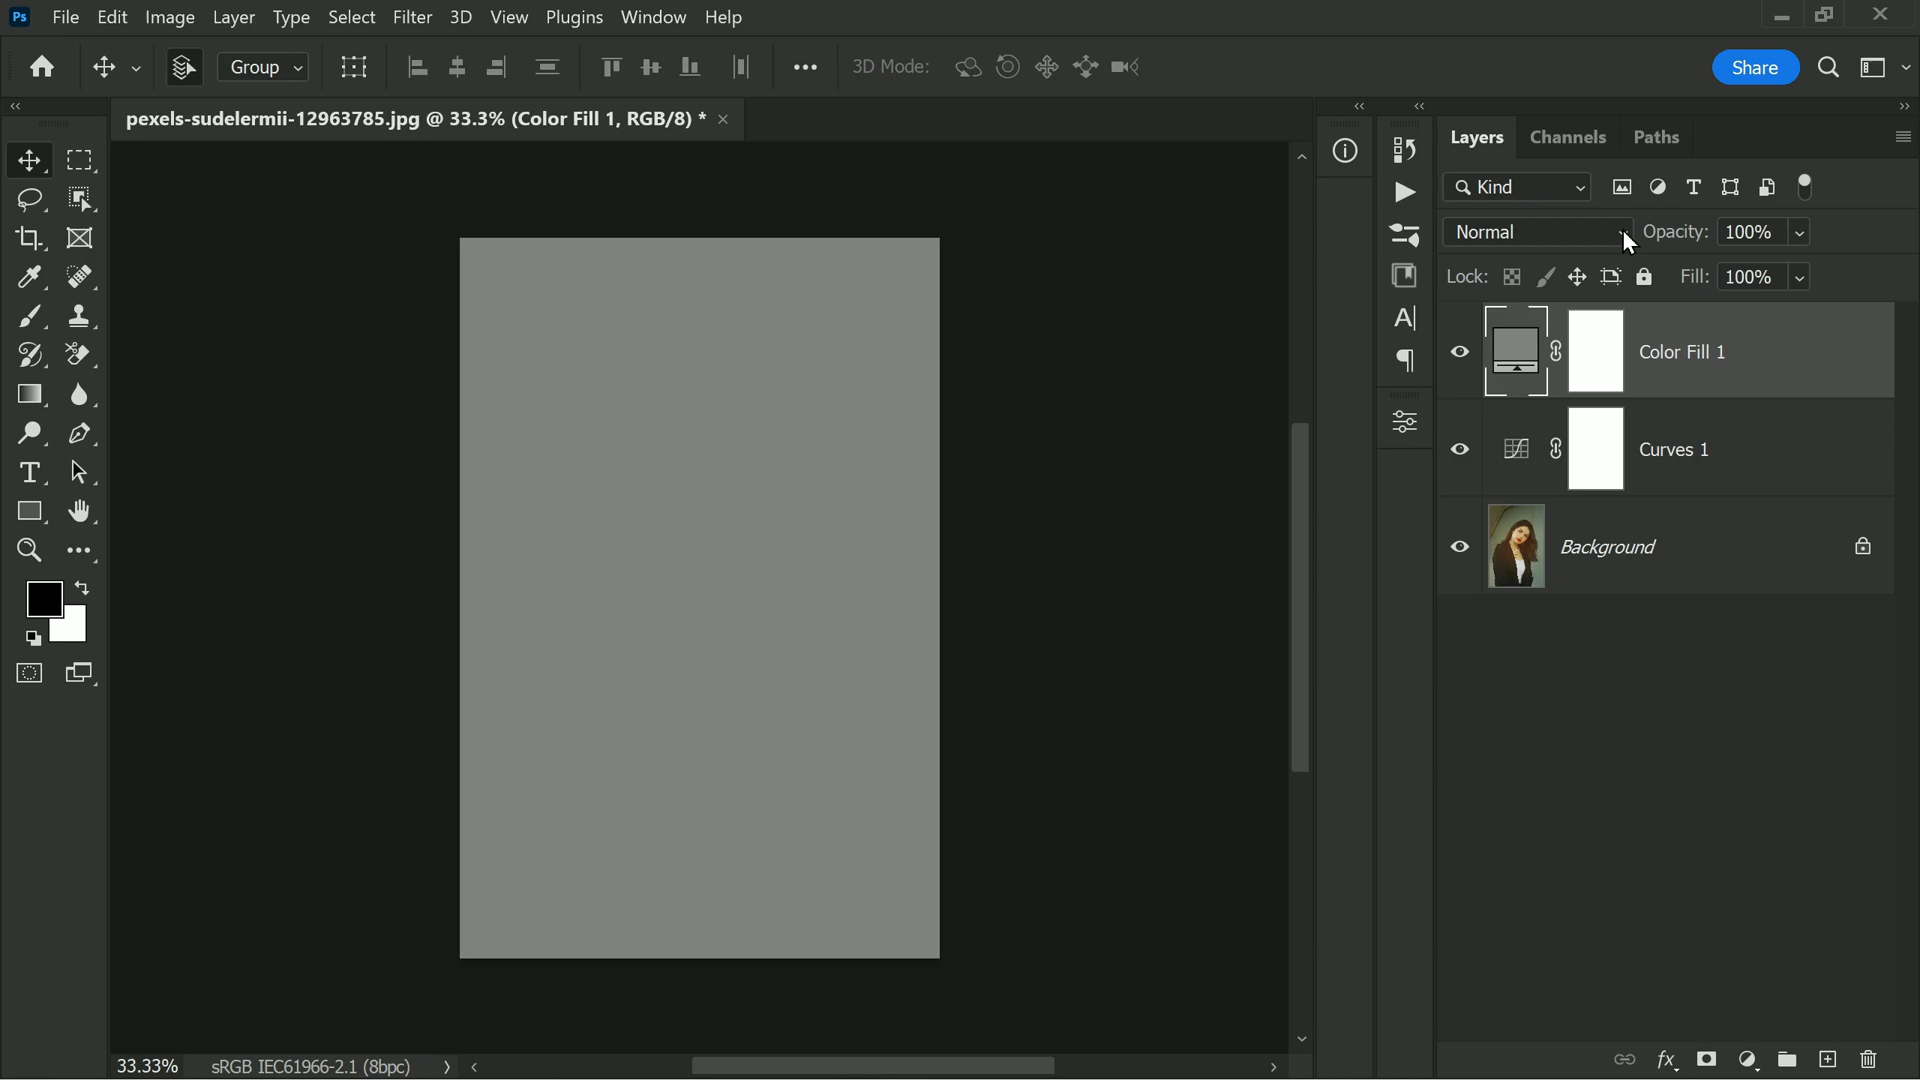 Ps File Edit Image Layer Type Select Filter 3D View Plugins Window Help
Group 3D Mode: Share
pexels-sudelermii-12963785.jpg @ 33.3% (Color Fill 1, RGB/8) *
Layers Channels Paths
Kind
Normal Opacity: 100%
Lock: Fill: 100%
Color Fill 1
Curves 1
Background
33.33% sRGB IEC61966-2.1 (8bpc)